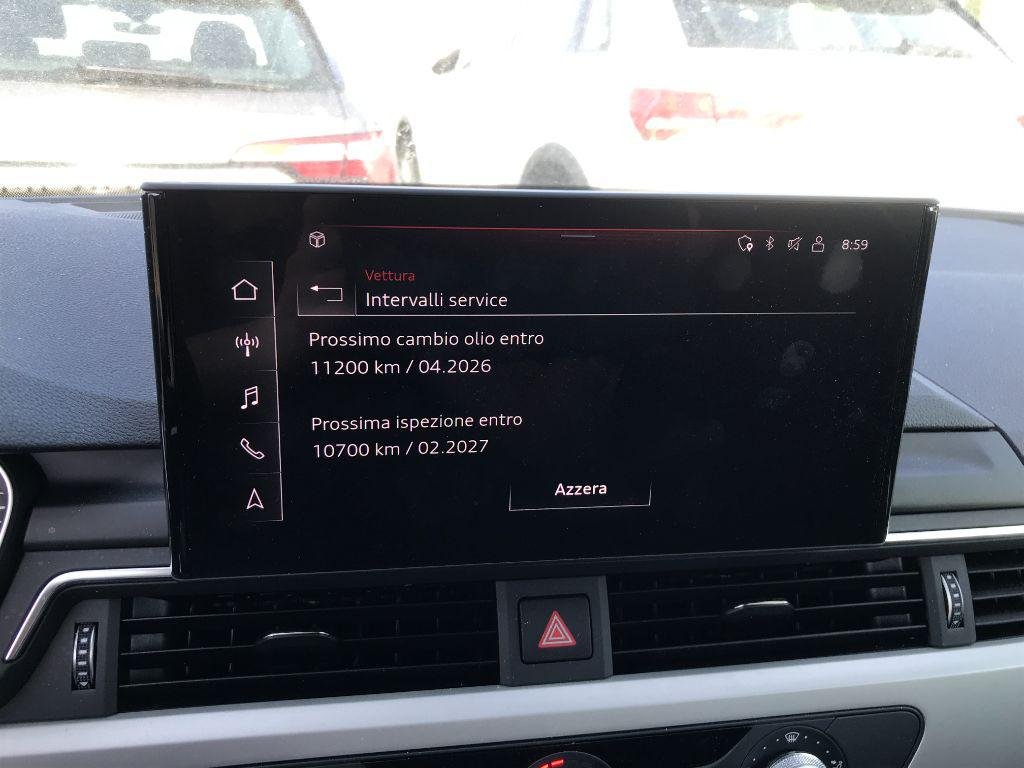 8:59
Vettura
Intervalli service
Prossimo cambio olio entro
11200 km / 04.2026
Prossima ispezione entro
10700 km / 02.2027
Azzera